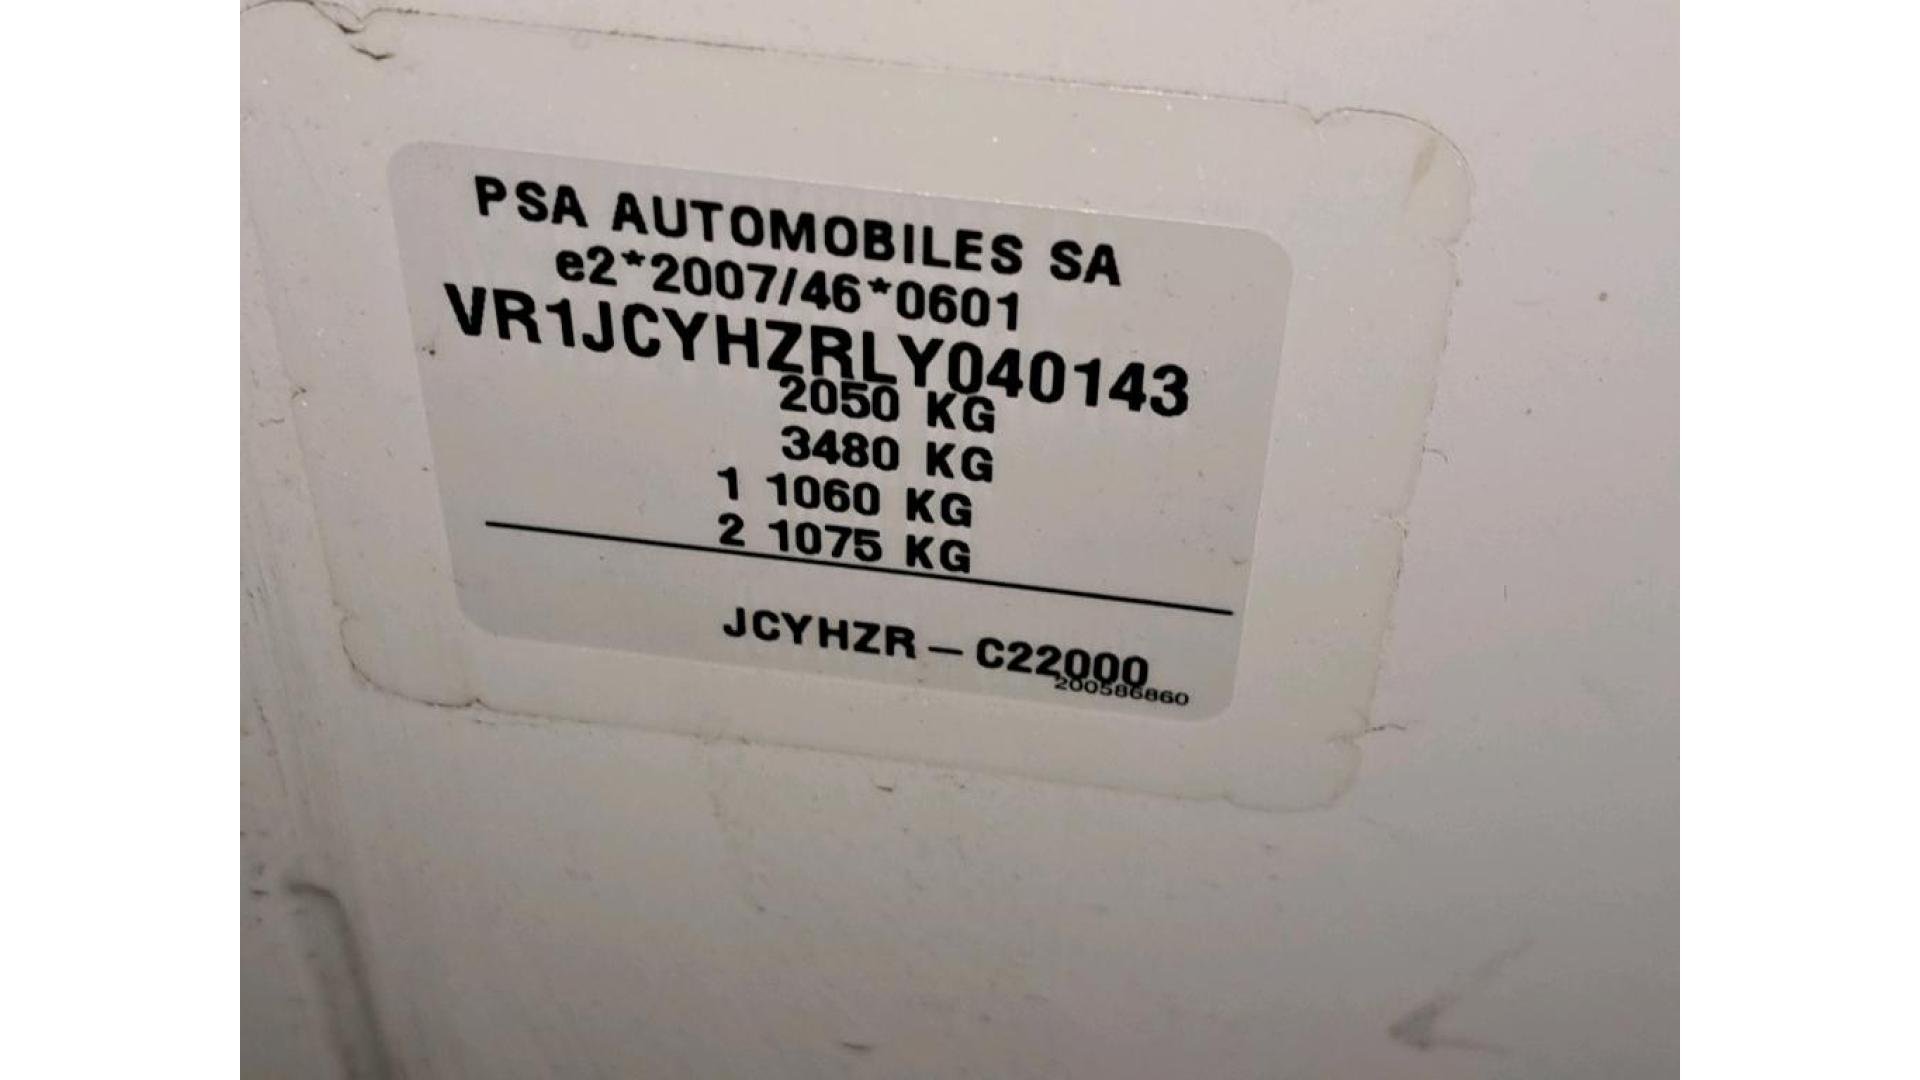 PSA AUTOMOBILES SA
e2*2007/46*0601
VR1JCYHZRLY040143
2050 KG
3480 KG
1 1060 KG
2 1075 KG
JCYHZR - C22000
200586860